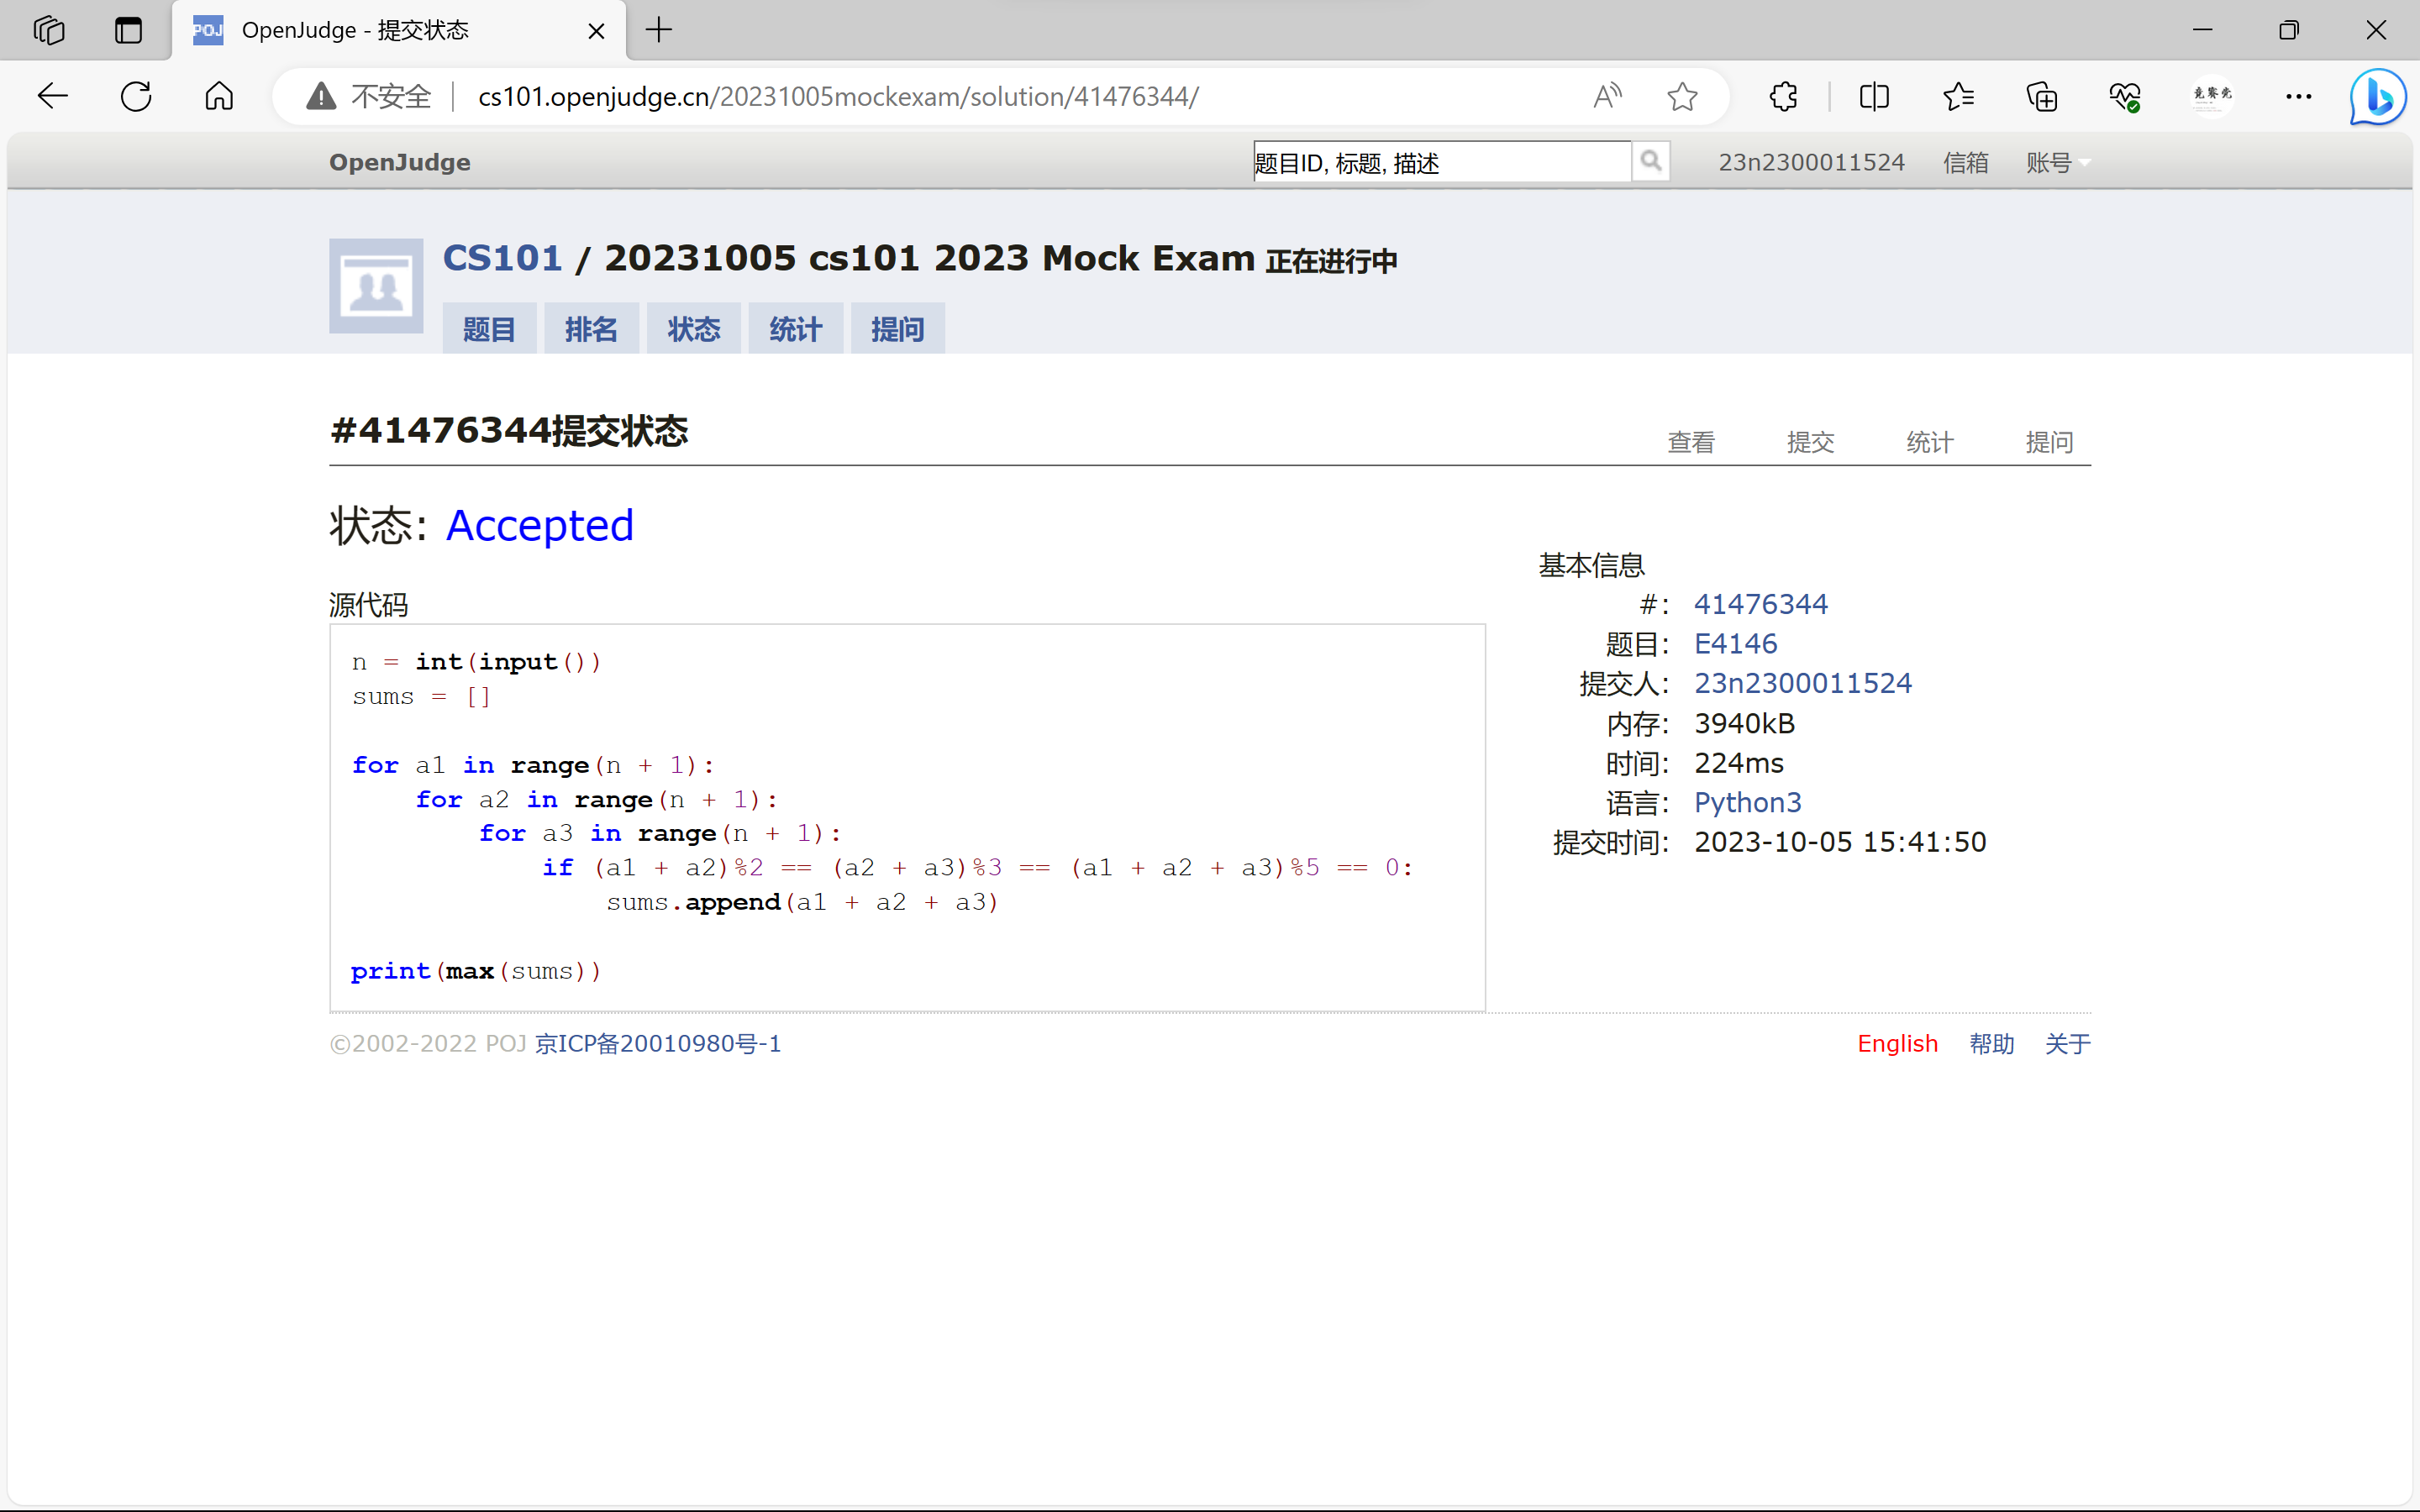 OpenJudge - 提交状态
不安全 cs101.openjudge.cn/20231005mockexam/solution/41476344/
竞赛党
OpenJudge 题目ID, 标题, 描述 23n2300011524 信箱 账号
CS101 / 20231005 cs101 2023 Mock Exam 正在进行中
题目 排名 状态 统计 提问
#41476344提交状态 查看 提交 统计 提问
状态: Accepted
源代码
n = int(input())
sums = []
for a1 in range(n + 1):
    for a2 in range(n + 1):
        for a3 in range(n + 1):
            if (a1 + a2)%2 == (a2 + a3)%3 == (a1 + a2 + a3)%5 == 0:
                sums.append(a1 + a2 + a3)
print(max(sums))
基本信息
#: 41476344
题目: E4146
提交人: 23n2300011524
内存: 3940kB
时间: 224ms
语言: Python3
提交时间: 2023-10-05 15:41:50
©2002-2022 POJ 京ICP备20010980号-1 English 帮助 关于